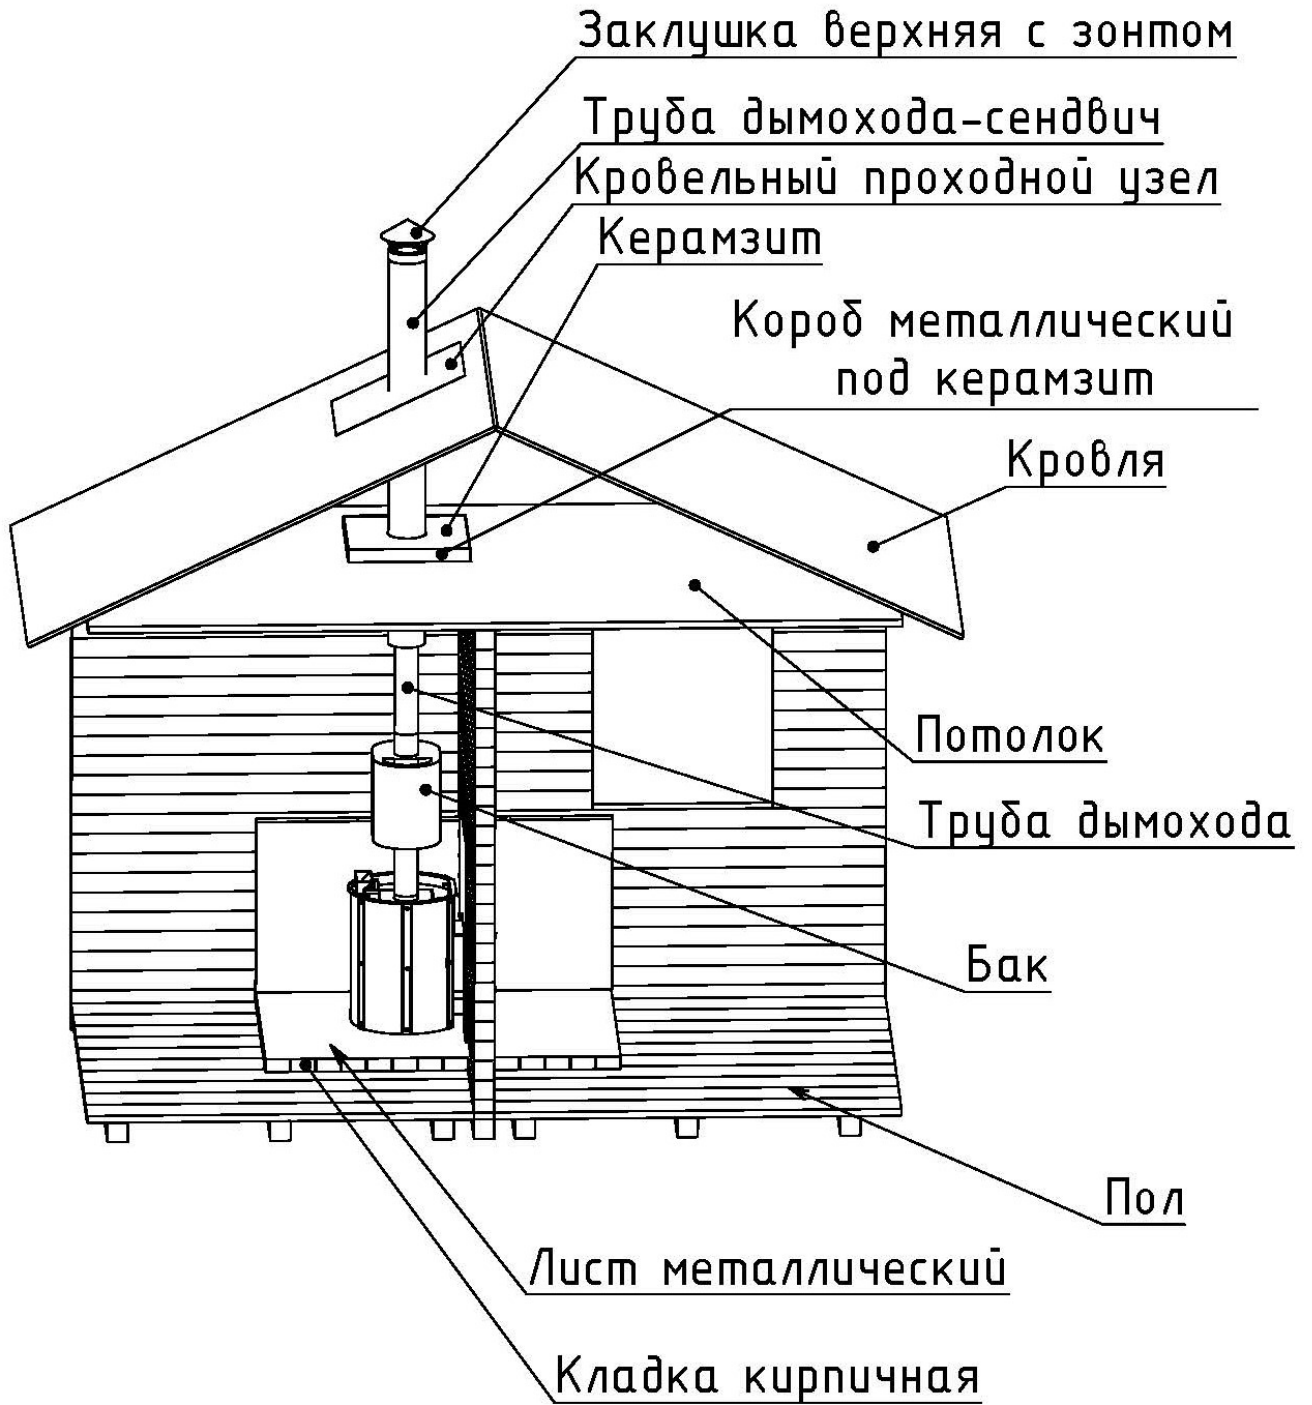 Заклушка верхняя с зонтом
Труба дымохода-сендвич
Кровельный проходной узел
Керамзит
Короб металлический
под керамзит
Кровля
Потолок
Труба дымохода
Бак
Пол
Лист металлический
Кладка кирпичная